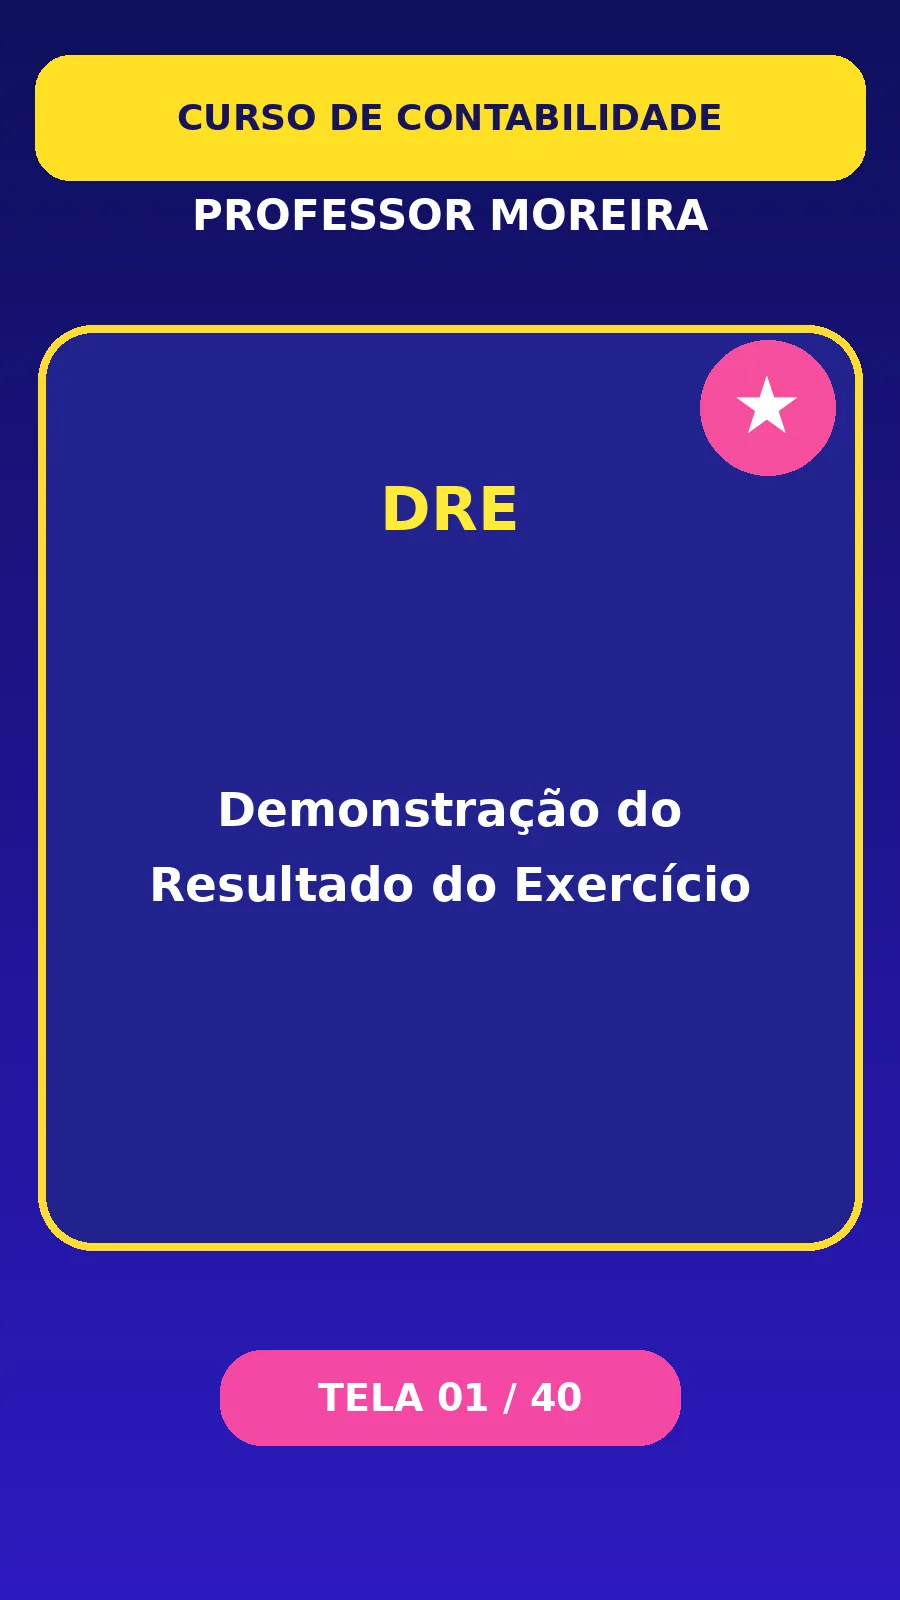 CURSO DE CONTABILIDADE
PROFESSOR MOREIRA
DRE
Demonstração do
Resultado do Exercício
TELA 01 / 40